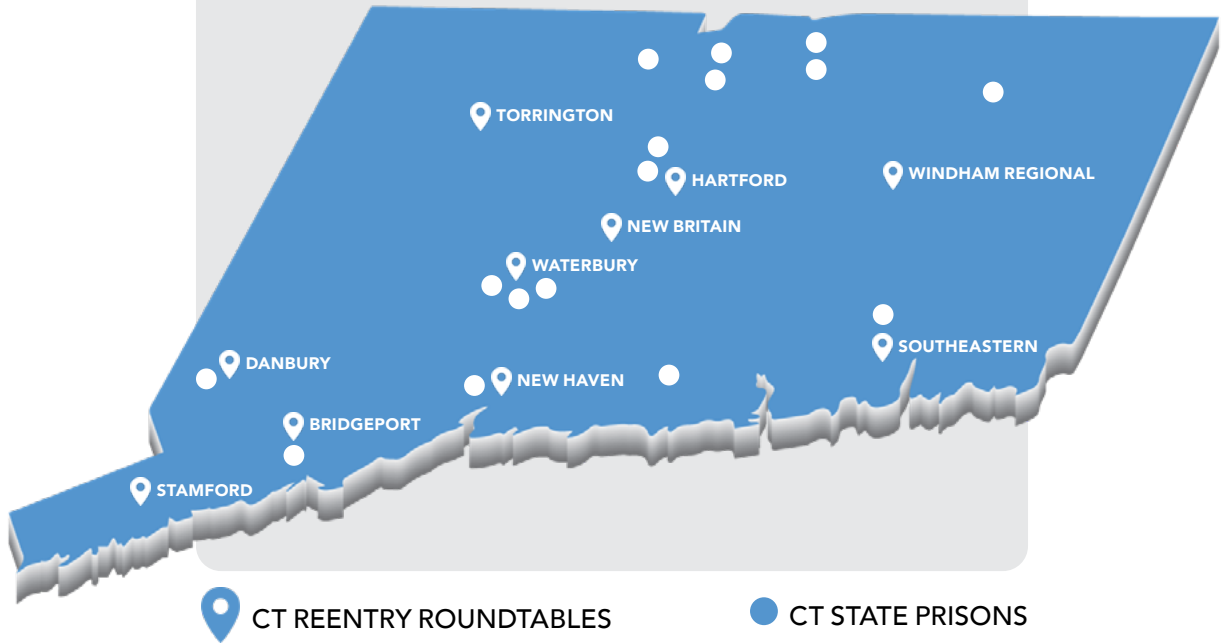 TORRINGTON
HARTFORD
WINDHAM REGIONAL
NEW BRITAIN
WATERBURY
SOUTHEASTERN
DANBURY
NEW HAVEN
BRIDGEPORT
STAMFORD
CT REENTRY ROUNDTABLES
CT STATE PRISONS